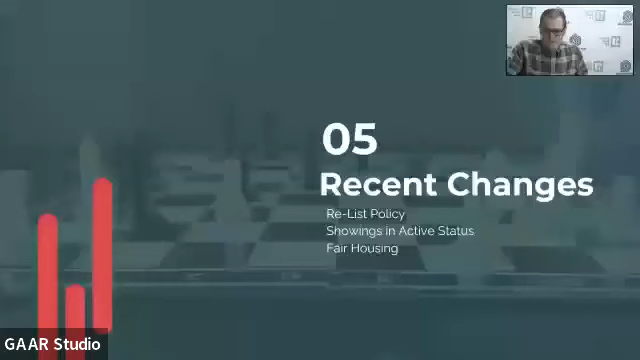 05
Recent Changes
Re-List Policy
Showings in Active Status
Fair Housing
GAAR Studio